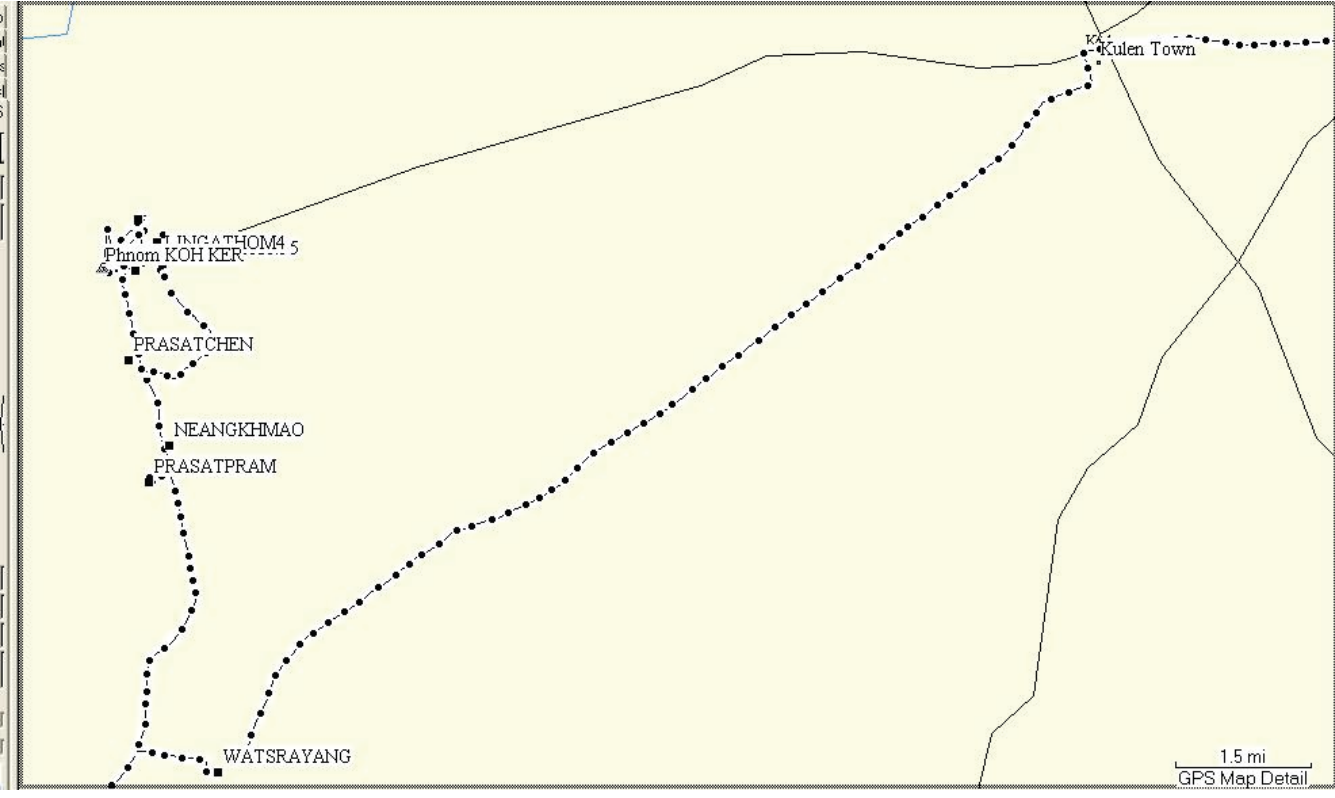 Kulen Town
LINGATHOM4
5
Phnom KOH KER
PRASATCHEN
NEANGKHMAO
PRASATPRAM
WATSRAYANG
1.5 mi
GPS Map Detail